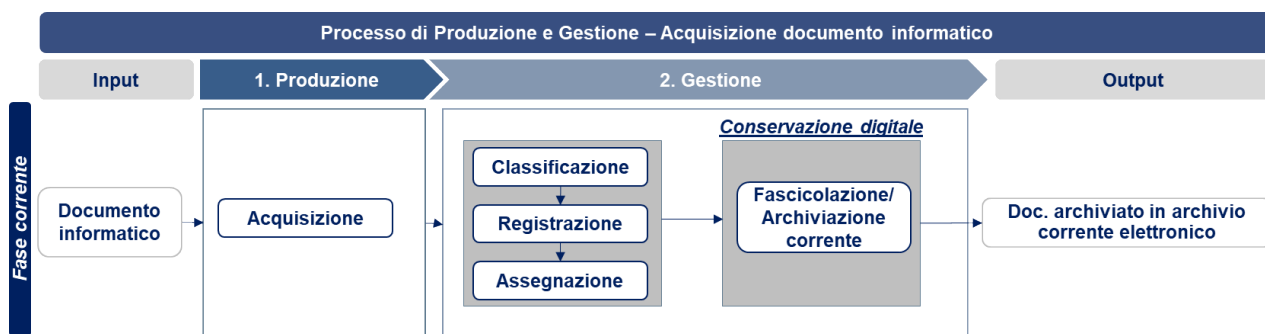 Processo di Produzione e Gestione – Acquisizione documento informatico
Input
1. Produzione
2. Gestione
Output
Fase corrente
Documento
informatico
Acquisizione
Classificazione
Registrazione
Assegnazione
Conservazione digitale
Fascicolazione/
Archiviazione
corrente
Doc. archiviato in archivio
corrente elettronico